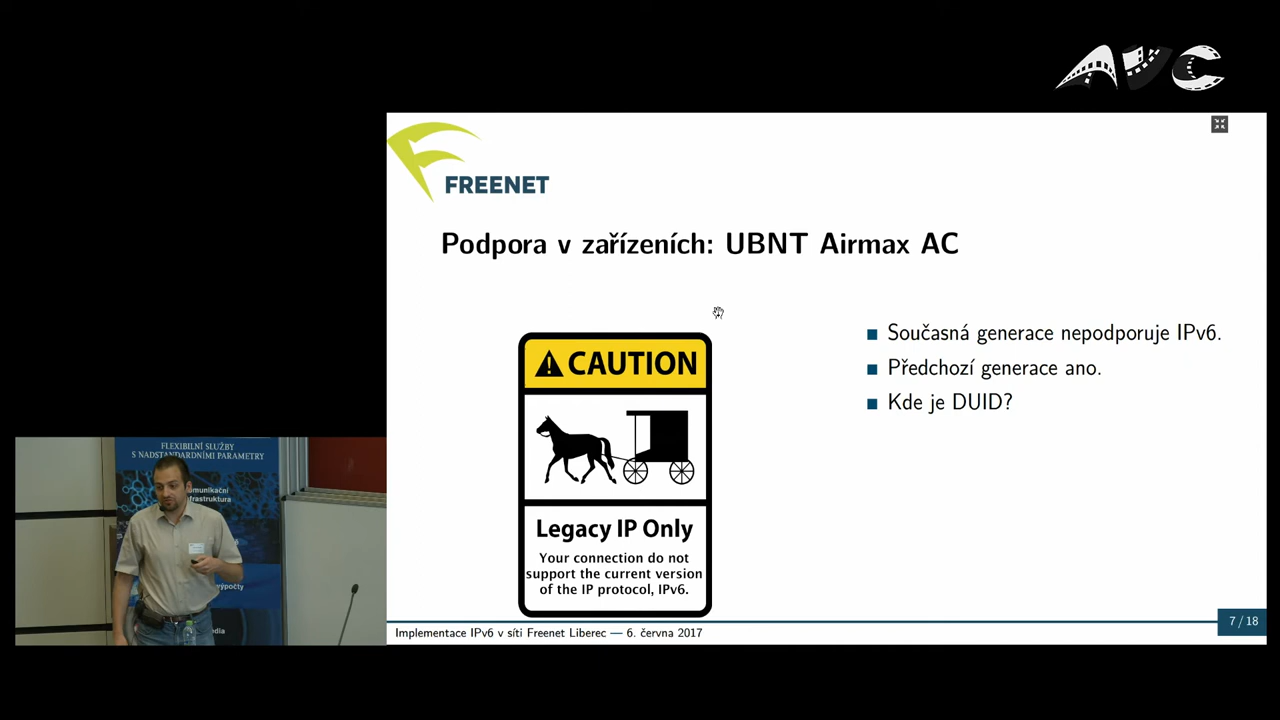 AVC
FREENET
Podpora v zařízeních: UBNT Airmax AC
CAUTION
Legacy IP Only
Your connection do not
support the current version
of the IP protocol, IPv6.
Současná generace nepodporuje IPv6.
Předchozí generace ano.
Kde je DUID?
Implementace IPv6 v síti Freenet Liberec — 6. června 2017
7 / 18
FLEXIBILNÍ SLUŽBY
S NADSTANDARDNÍMI PARAMETRY